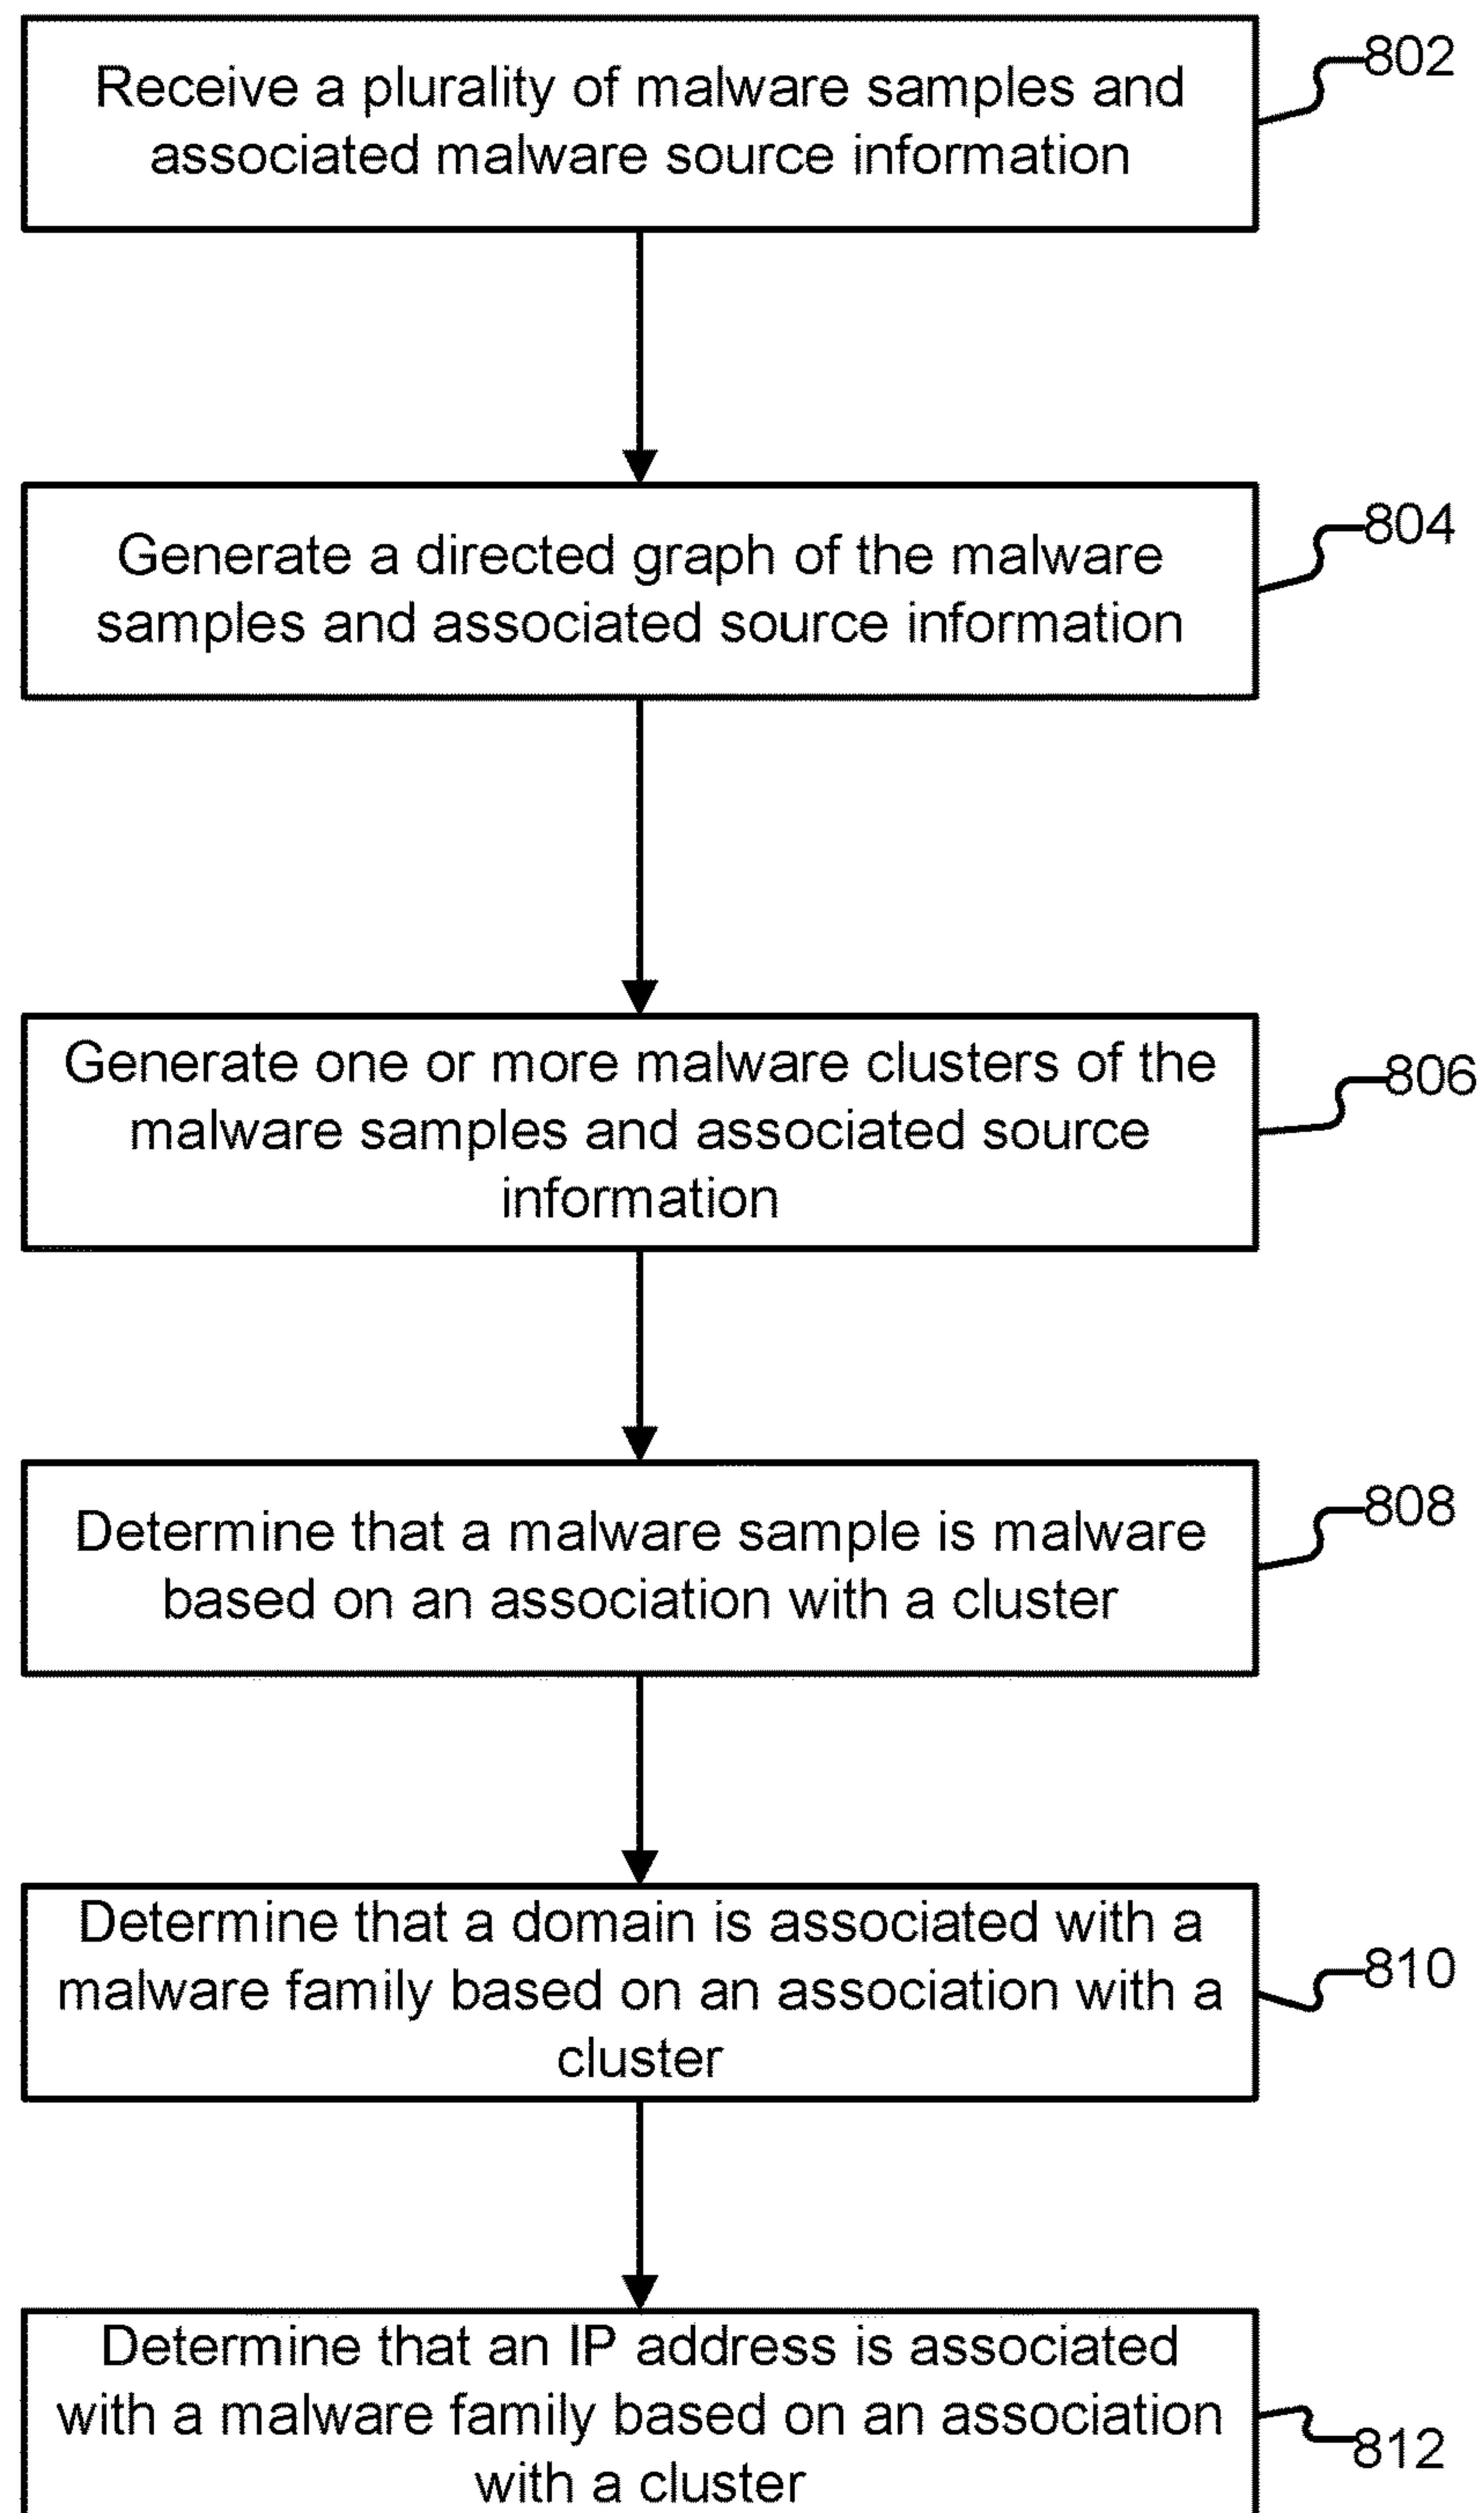 Receive a plurality of malware samples and
associated malware source information
802
Generate a directed graph of the malware
samples and associated source information
804
Generate one or more malware clusters of the
malware samples and associated source
information
806
Determine that a malware sample is malware
based on an association with a cluster
808
Determine that a domain is associated with a
malware family based on an association with a
cluster
810
Determine that an IP address is associated
with a malware family based on an association
with a cluster
812